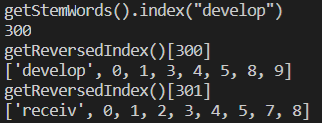 getStemWords().index("develop")
300
getReversedIndex()[300]
['develop', 0, 1, 3, 4, 5, 8, 9]
getReversedIndex()[301]
['receiv', 0, 1, 2, 3, 4, 5, 7, 8]